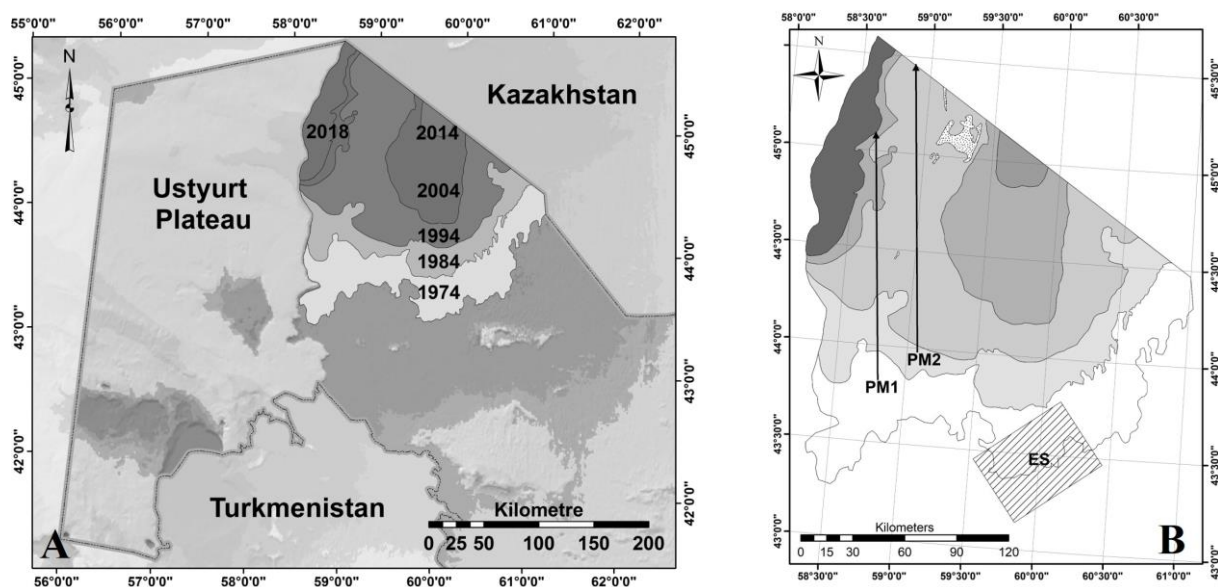 55°0'0" 56°0'0" 57°0'0" 58°0'0" 59°0'0" 60°0'0" 61°0'0" 62°0'0"
N
45°0'0"
44°0'0"
43°0'0"
42°0'0"
Kazakhstan
2018
2014
2004
1994
1984
1974
Ustyurt
Plateau
Turkmenistan
45°0'0"
44°0'0"
43°0'0"
42°0'0"
Kilometre
0 25 50 100 150 200
A
56°0'0" 57°0'0" 58°0'0" 59°0'0" 60°0'0" 61°0'0" 62°0'0"
B
58°0'0" 58°30'0" 59°0'0" 59°30'0" 60°0'0" 60°30'0"
N
45°0'0"
44°30'0"
44°0'0"
43°30'0"
43°0'0"
PM1
PM2
ES
45°30'0"
45°0'0"
44°30'0"
44°0'0"
43°30'0"
43°0'0"
Kilometers
0 15 30 60 90 120
B
58°30'0" 59°0'0" 59°30'0" 60°0'0" 60°30'0" 61°0'0"